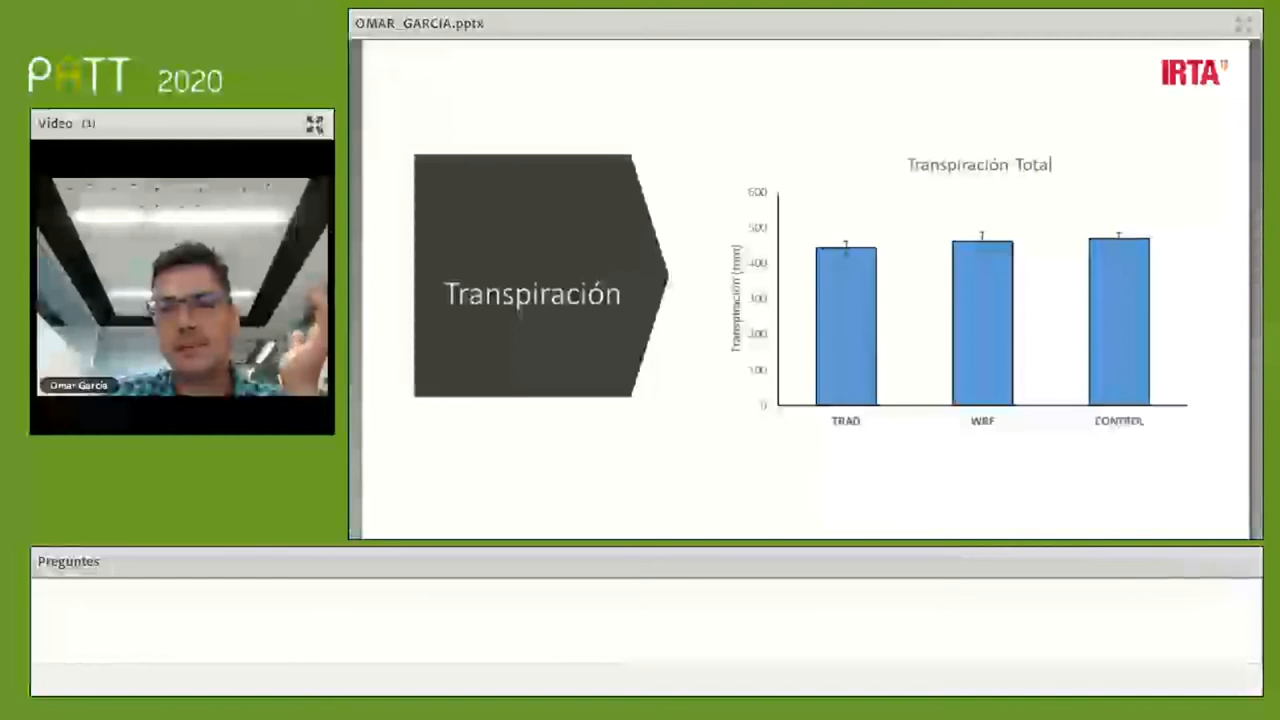 OMAR_GARCIA.pptx
PATT 2020
IRTA
Video (1)
Omar García
Transpiración
Transpiración Total
Transpiración (mm)
600
500
400
300
200
100
0
TRAD
WRF
CONTROL
Preguntes